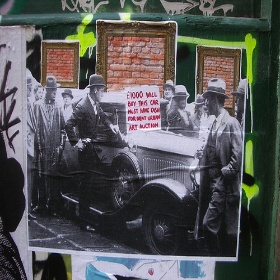 £1000 WILL
BUY THIS CAR
MUST HAVE CASH
FOR NEXT URBAN
ART AUCTION